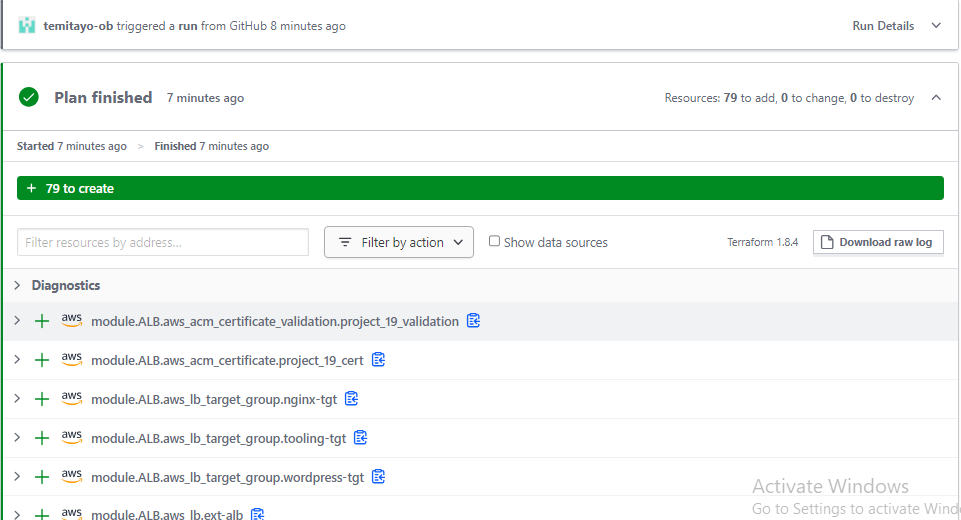 temitayo-ob triggered a run from GitHub 8 minutes ago Run Details
Plan finished 7 minutes ago Resources: 79 to add, 0 to change, 0 to destroy
Started 7 minutes ago > Finished 7 minutes ago
+ 79 to create
Filter resources by address... Filter by action Show data sources Terraform 1.8.4 Download raw log
Diagnostics
aws module.ALB.aws_acm_certificate_validation.project_19_validation
aws module.ALB.aws_acm_certificate.project_19_cert
aws module.ALB.aws_lb_target_group.nginx-tgt
aws module.ALB.aws_lb_target_group.tooling-tgt
aws module.ALB.aws_lb_target_group.wordpress-tgt
aws module.ALB.aws_lb.ext-alb
Activate Windows
Go to Settings to activate Wind